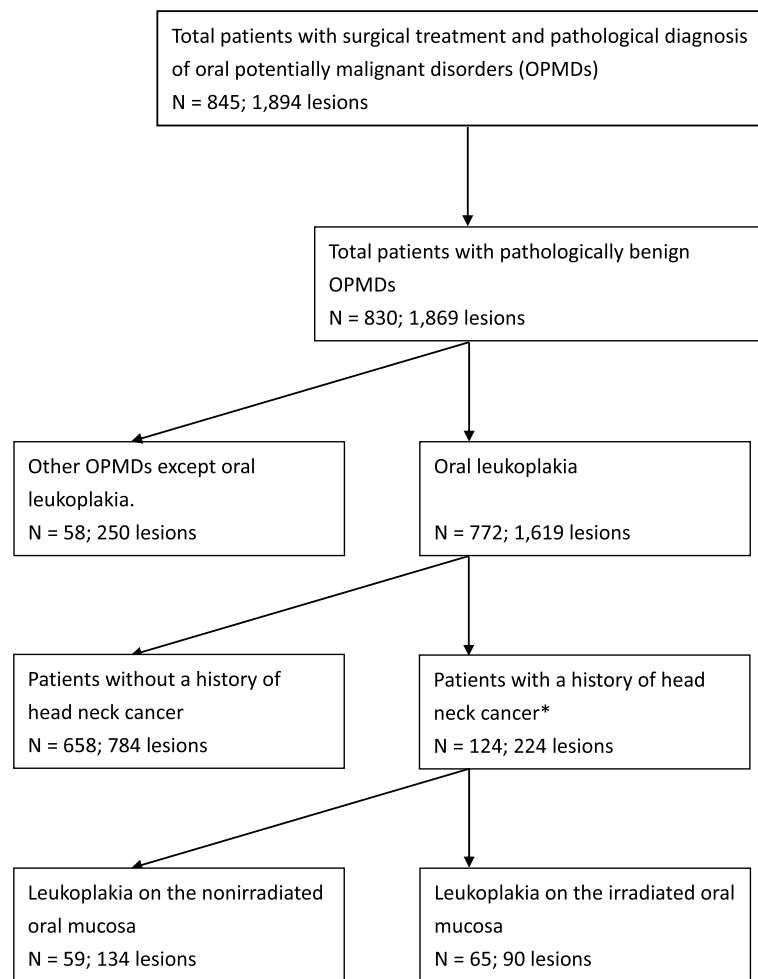 Total patients with surgical treatment and pathological diagnosis
of oral potentially malignant disorders (OPMDs)
N = 845; 1,894 lesions
Total patients with pathologically benign
OPMDs
N = 830; 1,869 lesions
Other OPMDs except oral
leukoplakia.
N = 58; 250 lesions
Oral leukoplakia
N = 772; 1,619 lesions
Patients without a history of
head neck cancer
N = 658; 784 lesions
Patients with a history of head
neck cancer*
N = 124; 224 lesions
Leukoplakia on the nonirradiated
oral mucosa
N = 59; 134 lesions
Leukoplakia on the irradiated oral
mucosa
N = 65; 90 lesions